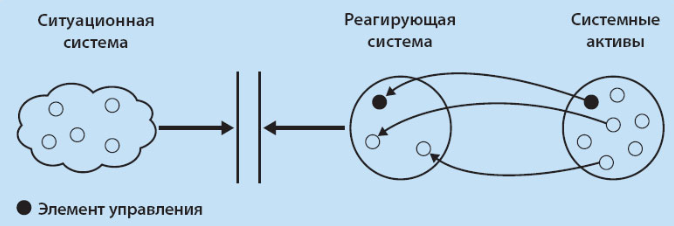 Ситуационная
система
Реагирующая
система
Системные
активы
Элемент управления